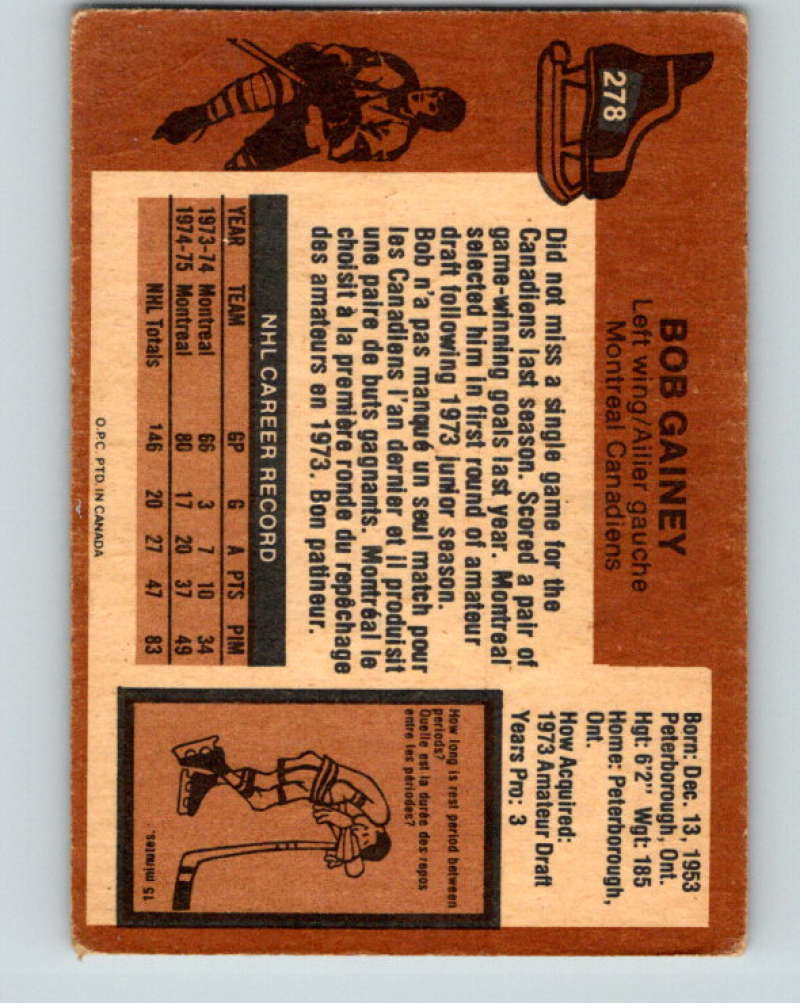 278
BOB GAINEY
Left wing/Ailier gauche
Montreal Canadiens
Did not miss a single game for the
Canadiens last season. Scored a pair of
game-winning goals last year. Montreal
selected him in first round of amateur
draft following 1973 junior season.
Bob n'a pas manqué un seul match pour
les Canadiens l'an dernier et il produisit
une paire de buts gagnants. Montréal le
choisit à la première ronde du repêchage
des amateurs en 1973. Bon patineur.
NHL CAREER RECORD
YEAR TEAM GP G A PTS PIM
1973-74 Montreal 66 3 7 10 34
1974-75 Montreal 80 17 20 37 49
NHL Totals 146 20 27 47 83
O.P.C. PTD. IN CANADA
Born: Dec. 13, 1953
Peterborough, Ont.
Hgt: 6'2" Wgt: 185
Home: Peterborough,
Ont.
How Acquired:
1973 Amateur Draft
Years Pro: 3
How long is rest period between
periods?
Quelle est la durée des repos
entre les périodes?
15 minutes.